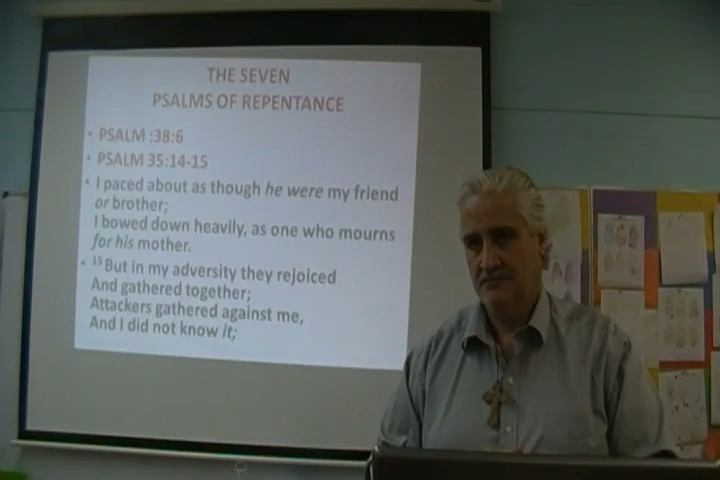 THE SEVEN
PSALMS OF REPENTANCE
• PSALM :38:6
• PSALM 35:14-15
• I paced about as though he were my friend
or brother;
I bowed down heavily, as one who mourns
for his mother.
• 15 But in my adversity they rejoiced
And gathered together;
Attackers gathered against me,
And I did not know it;